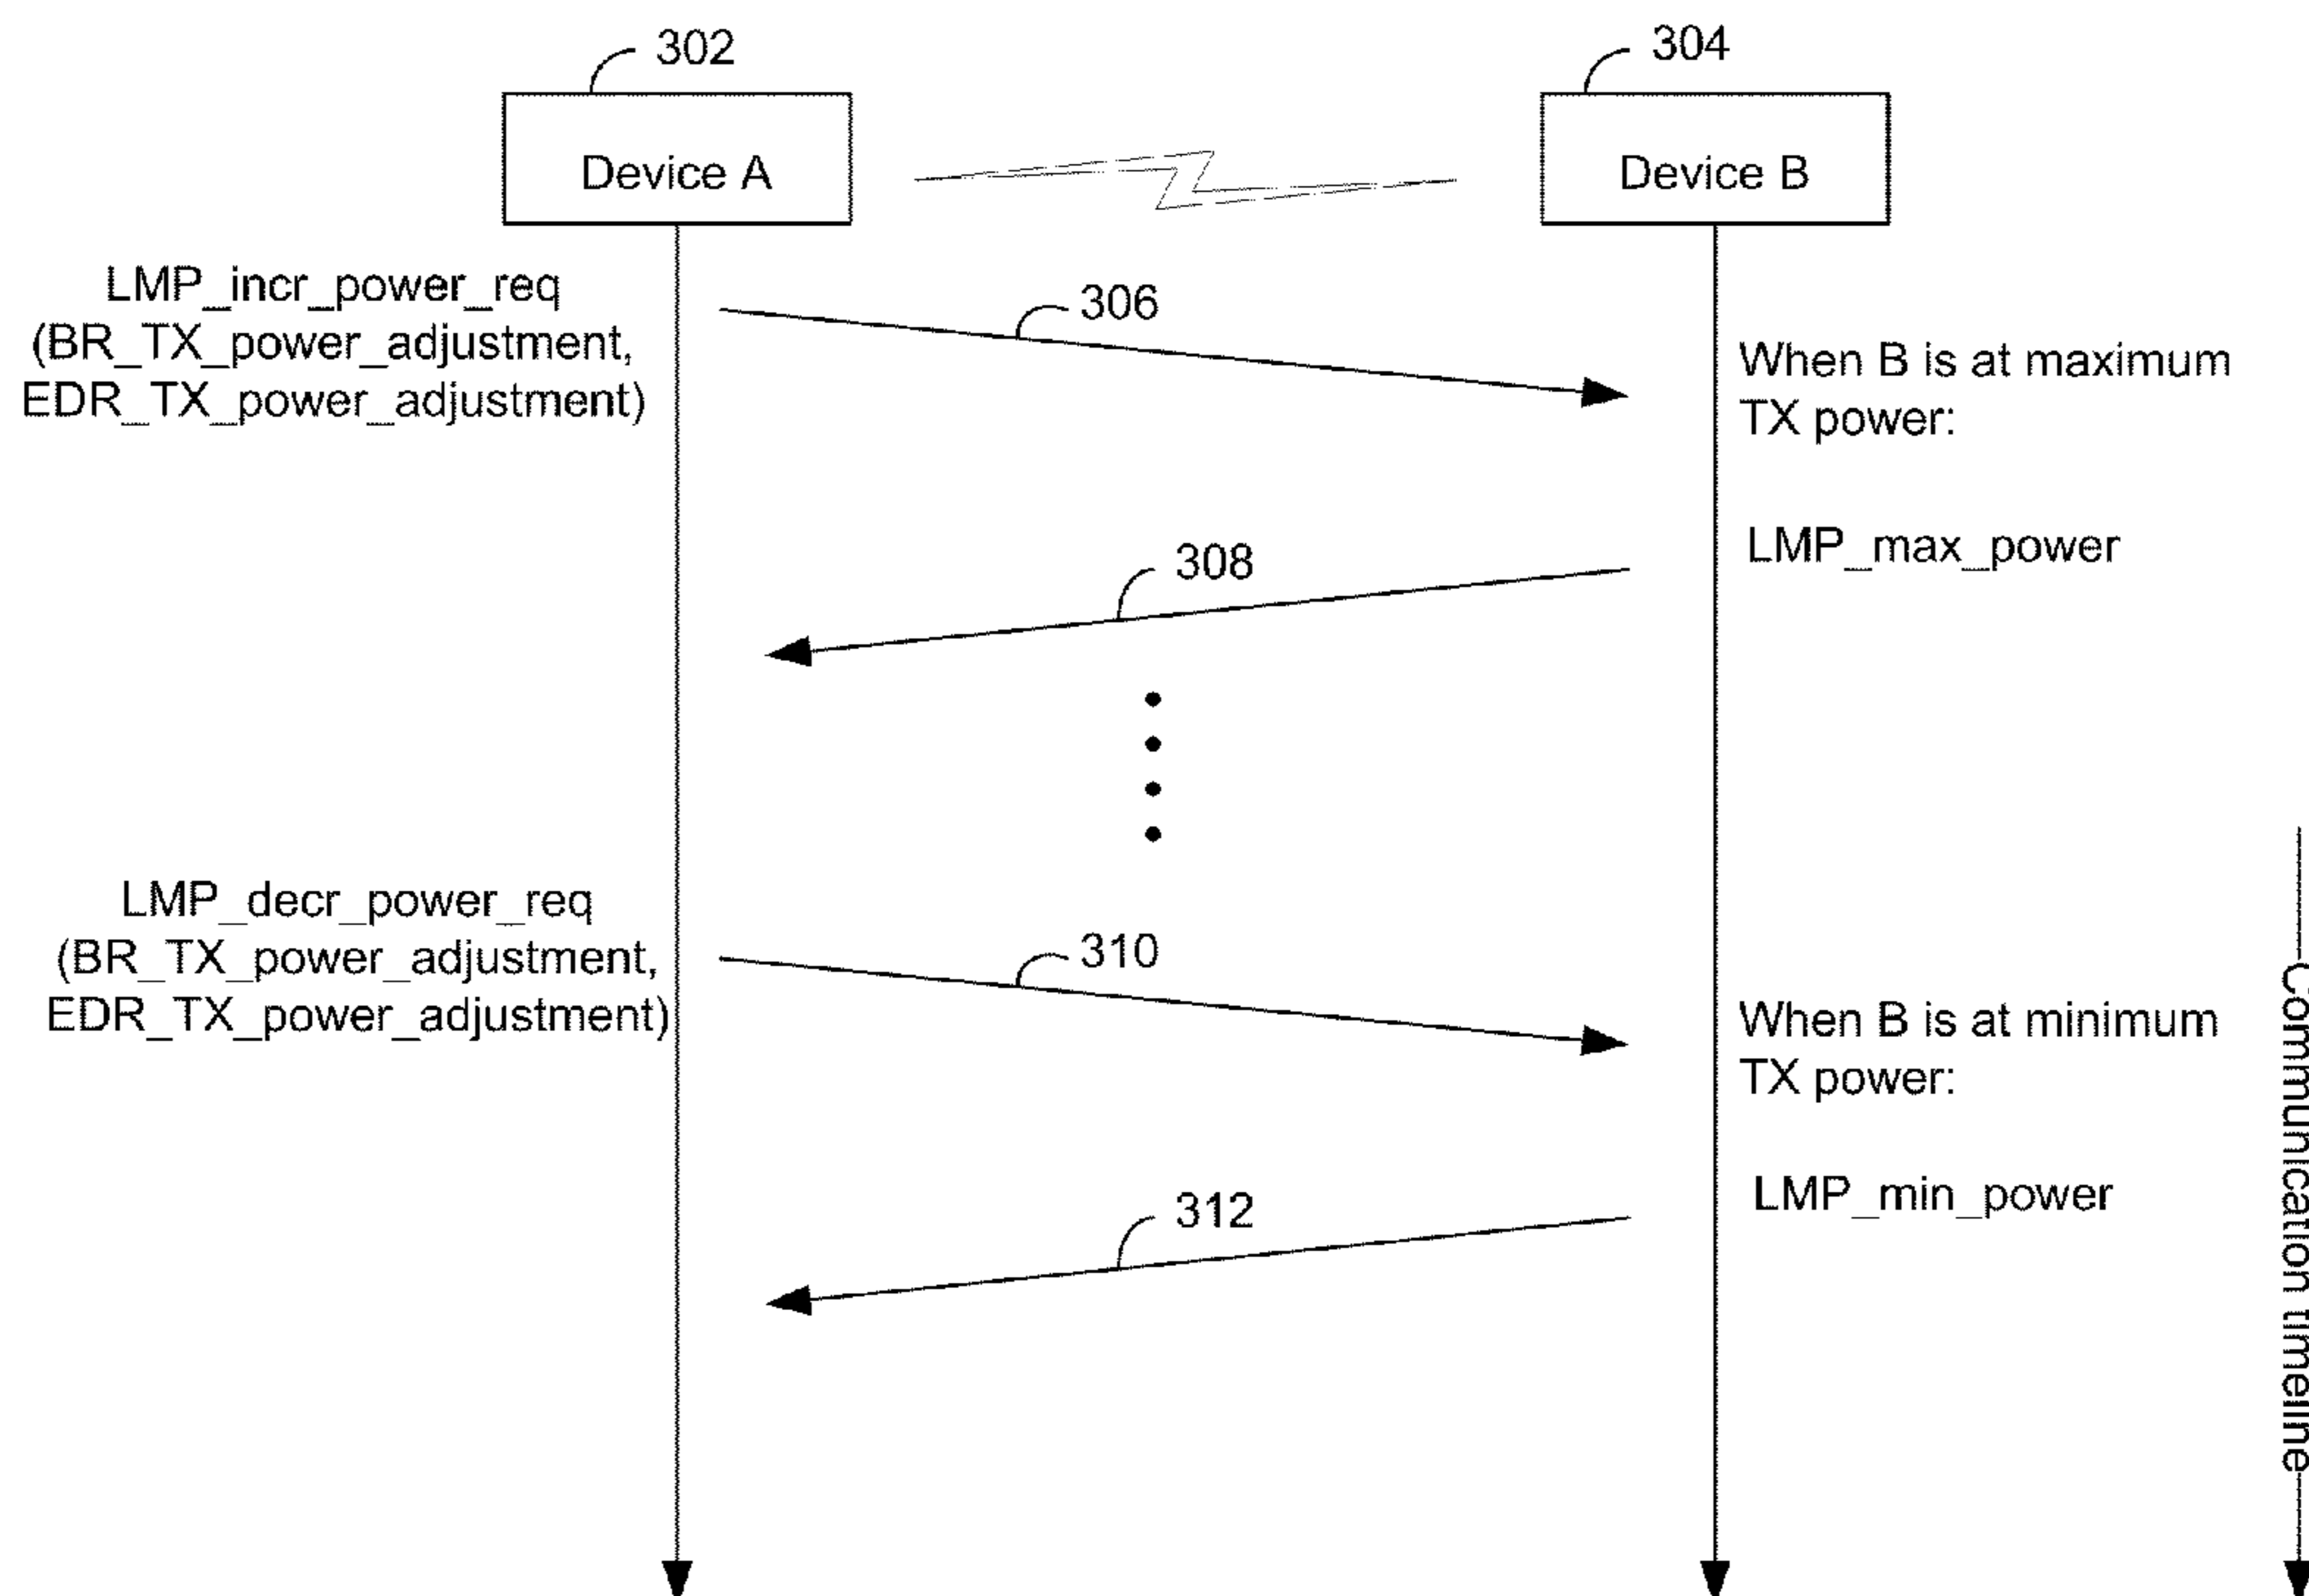 302
304
Device A
Device B
LMP_incr_power_req
(BR_TX_power_adjustment,
EDR_TX_power_adjustment)
306
When B is at maximum
TX power:
LMP_max_power
308
LMP_decr_power_req
(BR_TX_power_adjustment,
EDR_TX_power_adjustment)
310
When B is at minimum
TX power:
LMP_min_power
312
Communication timeline